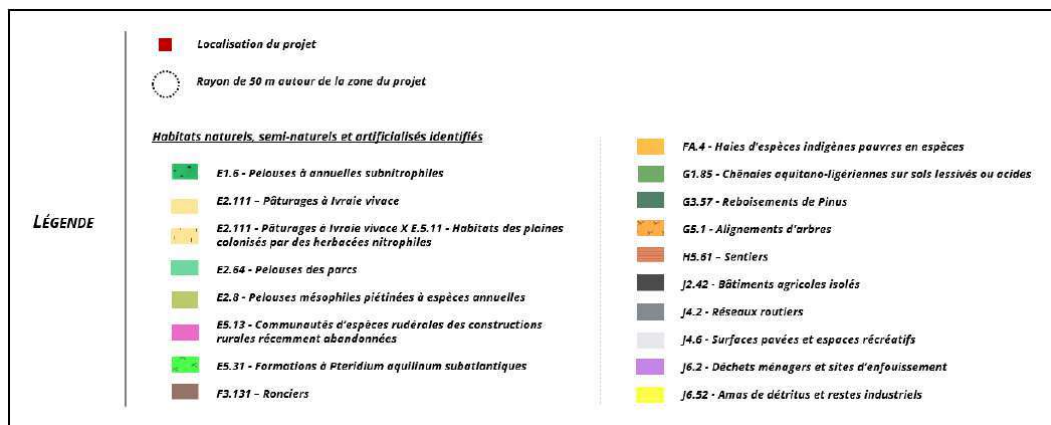 LÉGENDE
Localisation du projet
Rayon de 50 m autour de la zone du projet
Habitats naturels, semi-naturels et artificialisés identifiés
E1.6 - Pelouses à annuelles subnitrophiles
E2.111 – Pâturages à Ivraie vivace
E2.111 - Pâturages à Ivraie vivace X E.5.11 - Habitats des plaines
colonisés par des herbacées nitrophiles
E2.64 - Pelouses des parcs
E2.8 - Pelouses mésophiles piétinées à espèces annuelles
E5.13 - Communautés d'espèces rudérales des constructions
rurales récemment abandonnées
E5.31 - Formations à Pteridium aquilinum subatlantiques
F3.131 – Ronciers
FA.4 - Haies d'espèces indigènes pauvres en espèces
G1.85 - Chênaies aquitano-ligériennes sur sols lessivés ou acides
G3.57 - Reboisements de Pinus
G5.1 - Alignements d'arbres
H5.61 – Sentiers
J2.42 - Bâtiments agricoles isolés
J4.2 - Réseaux routiers
J4.6 - Surfaces pavées et espaces récréatifs
J6.2 - Déchets ménagers et sites d'enfouissement
J6.52 - Amas de détritus et restes industriels